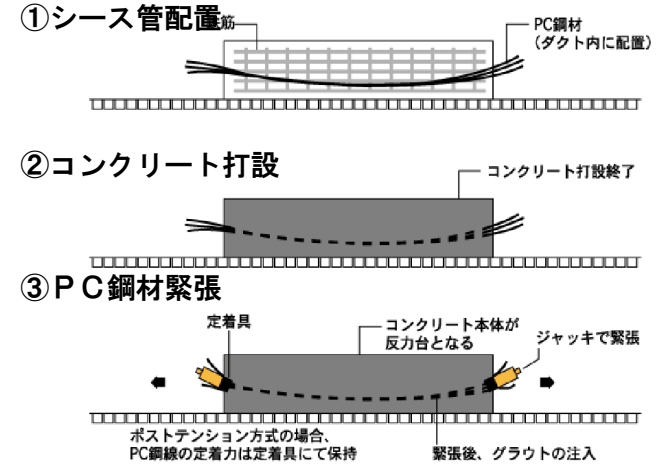 ①シース管配置
筋
PC鋼材
(ダクト内に配置)
②コンクリート打設
コンクリート打設終了
③ＰＣ鋼材緊張
定着具
コンクリート本体が
反力台となる
ジャッキで緊張
ポストテンション方式の場合、
PC鋼線の定着力は定着具にて保持
緊張後、グラウトの注入